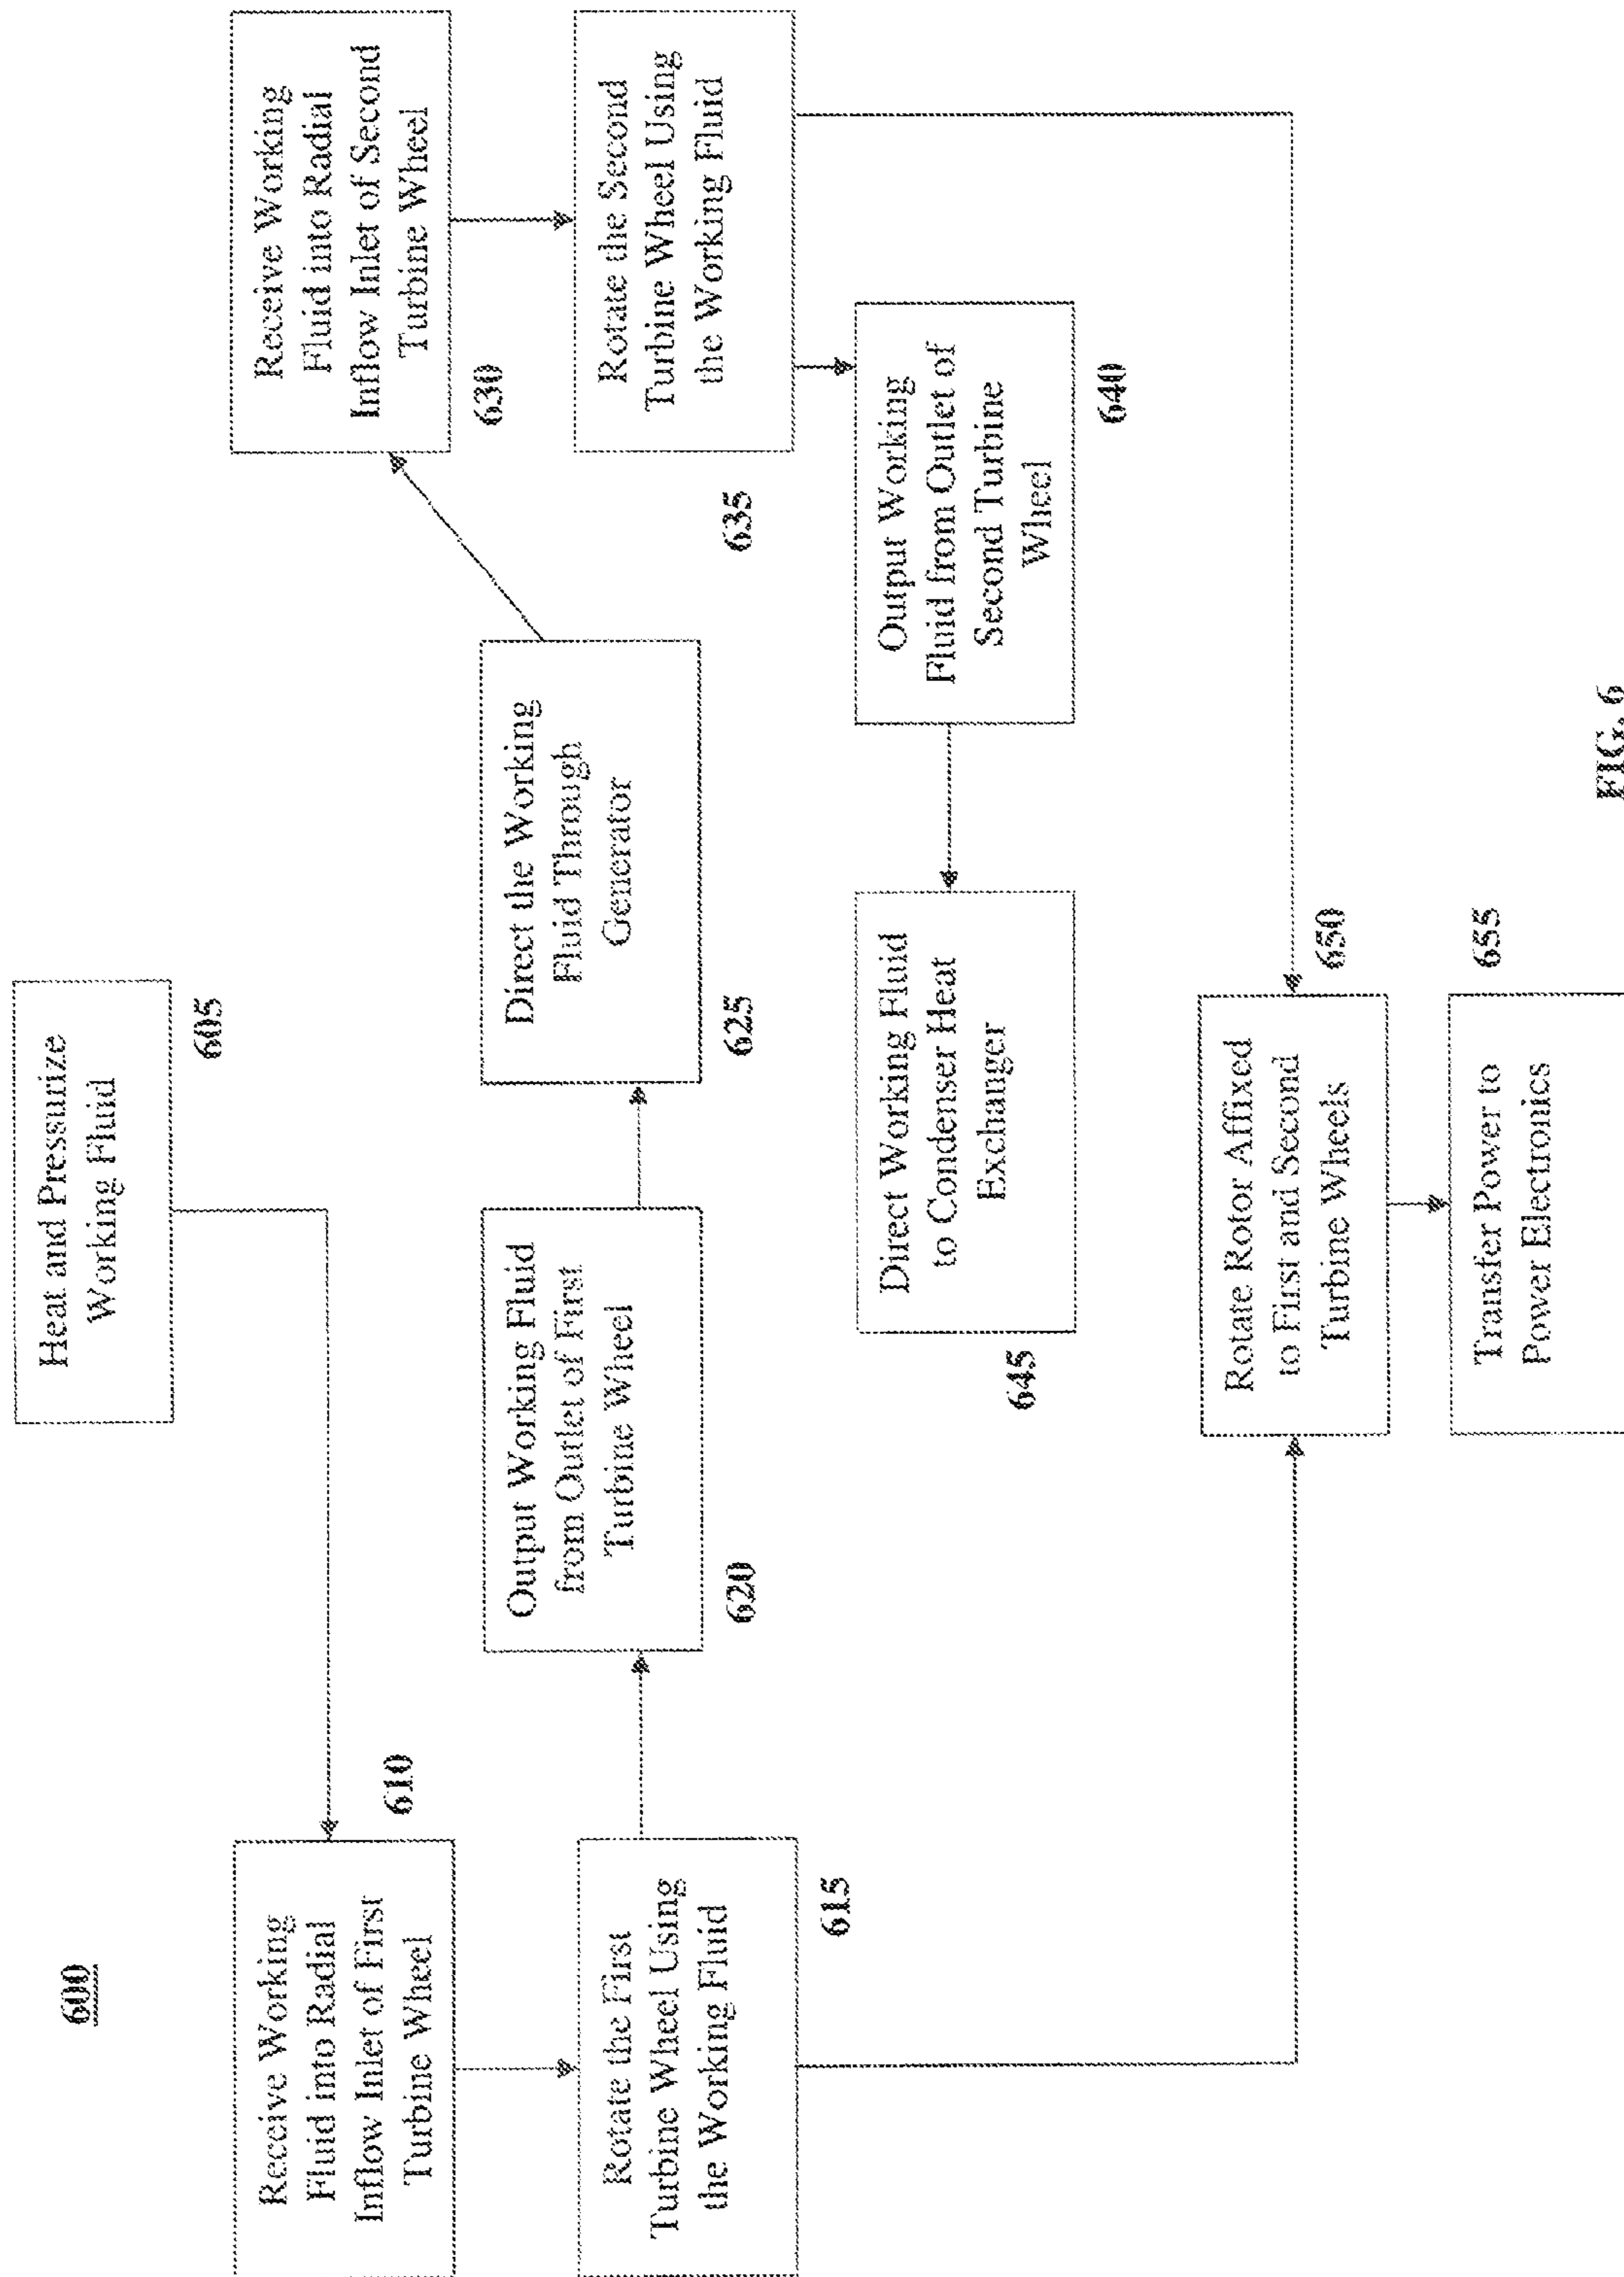 600
Heat and Pressurize
Working Fluid
605
Receive Working
Fluid into Radial
Inflow Inlet of First
Turbine Wheel
610
Rotate the First
Turbine Wheel Using
the Working Fluid
615
Output Working Fluid
from Outlet of First
Turbine Wheel
620
Direct the Working
Fluid Through
Generator
625
Receive Working
Fluid into Radial
Inflow Inlet of Second
Turbine Wheel
630
Rotate the Second
Turbine Wheel Using
the Working Fluid
635
Output Working
Fluid from Outlet of
Second Turbine
Wheel
640
Direct Working Fluid
to Condenser Heat
Exchanger
645
Rotate Rotor Affixed
to First and Second
Turbine Wheels
650
Transfer Power to
Power Electronics
655
FIG. 6